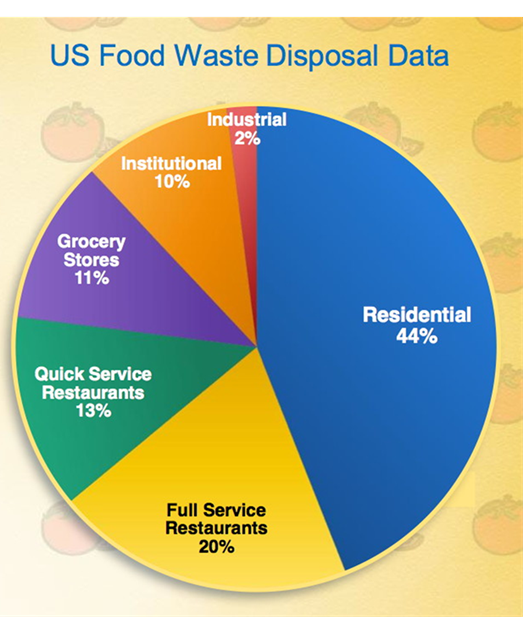 US Food Waste Disposal Data
Industrial
2%
Institutional
10%
Grocery
Stores
11%
Residential
44%
Quick Service
Restaurants
13%
Full Service
Restaurants
20%